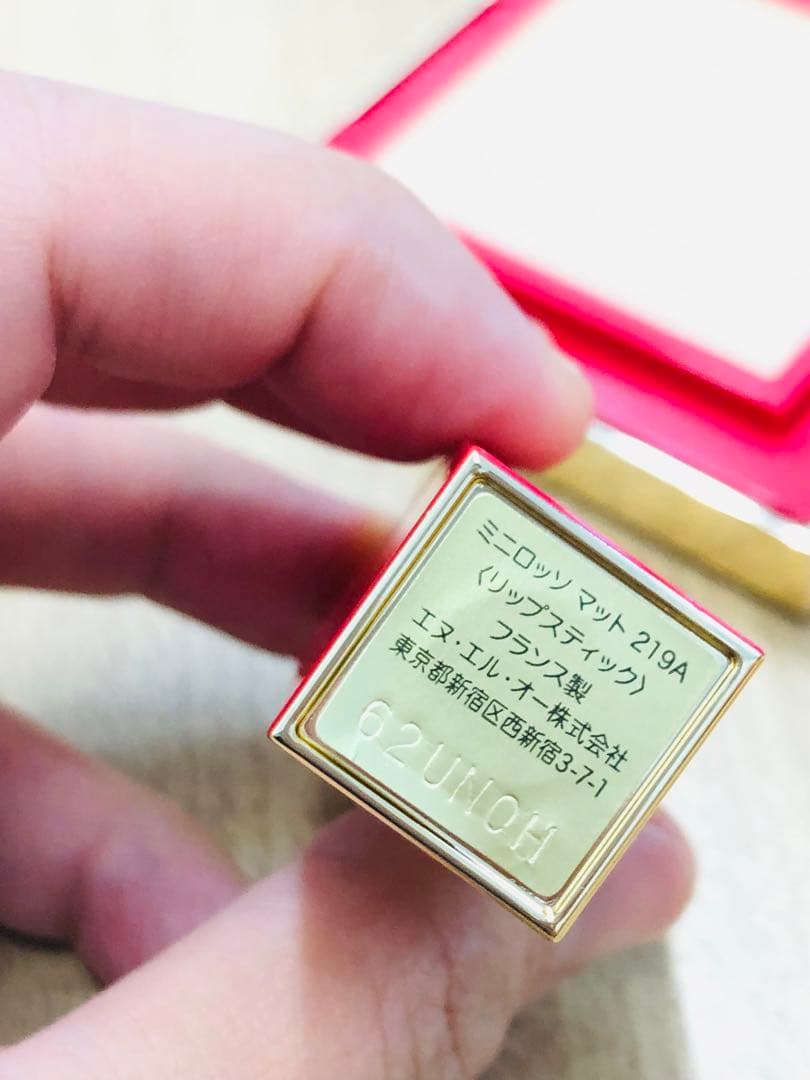 ミニロッソ マット 219A
〈リップスティック〉
フランス製
エヌ・エル・オー株式会社
東京都新宿区西新宿3-7-1
62UN0H